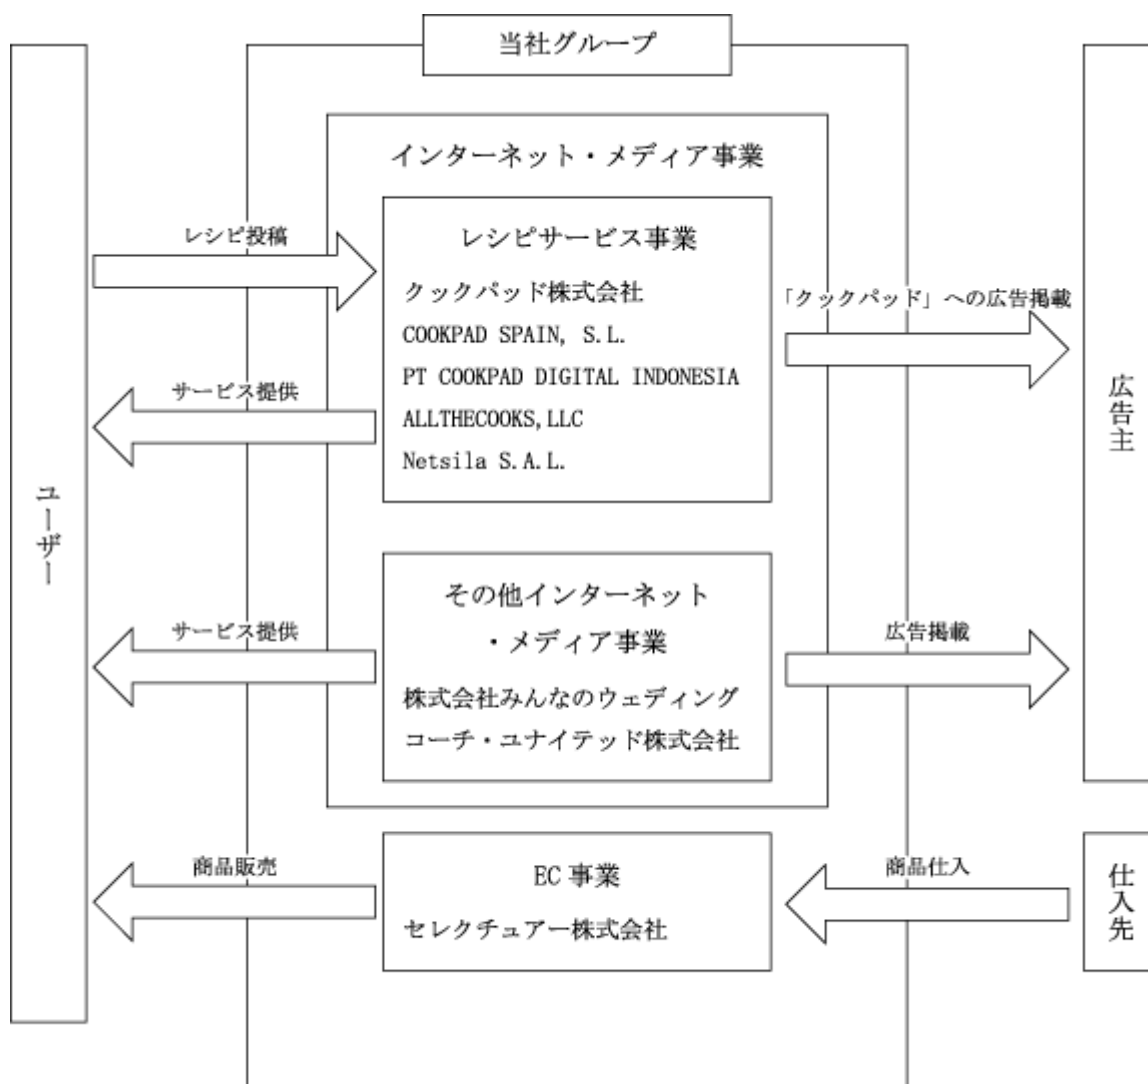 当社グループ
インターネット・メディア事業
レシピ投稿
レシピサービス事業
クックパッド株式会社
COOKPAD SPAIN, S.L.
PT COOKPAD DIGITAL INDONESIA
ALLTHECOOKS,LLC
Netsila S.A.L.
「クックパッド」への広告掲載
サービス提供
広告主
ユーザー
その他インターネット
・メディア事業
株式会社みんなのウェディング
コーチ・ユナイテッド株式会社
サービス提供
広告掲載
商品販売
EC 事業
セレクチュアー株式会社
商品仕入
仕入先